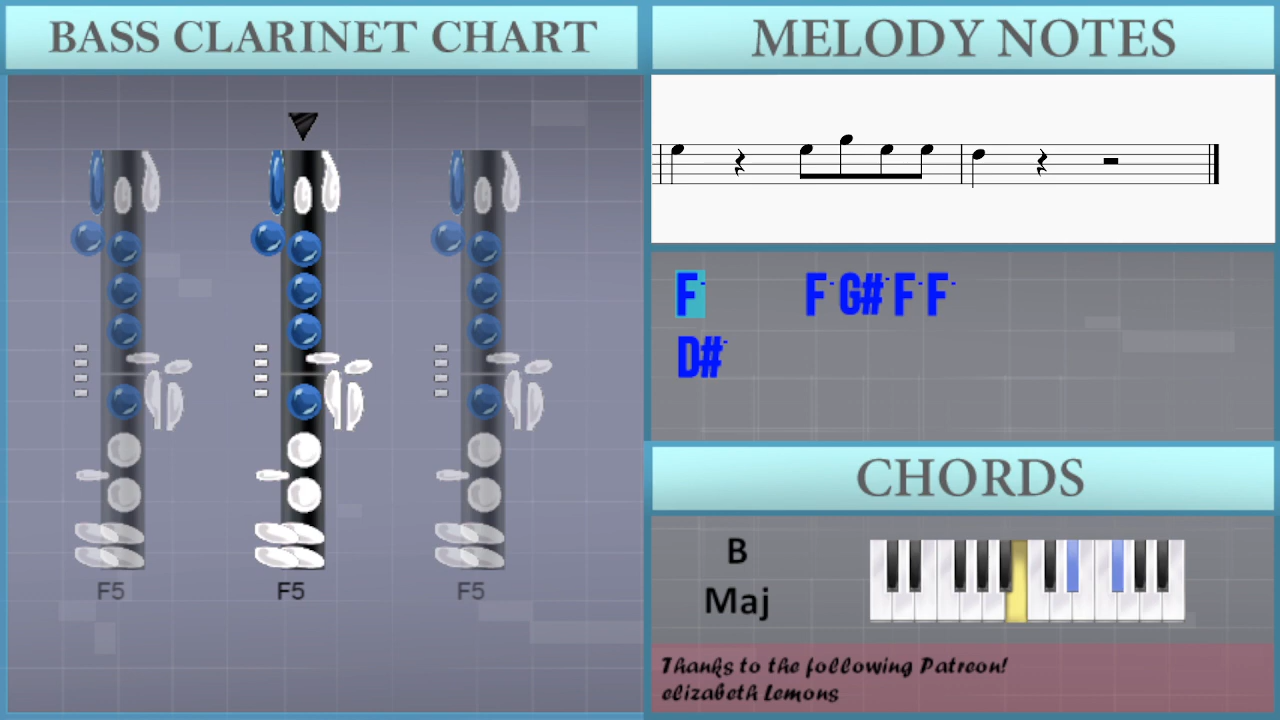 BASS CLARINET CHART
F5 F5 F5
MELODY NOTES
F- F- G#- F- F-
D#-
CHORDS
B
Maj
Thanks to the following Patreon!
elizabeth Lemons